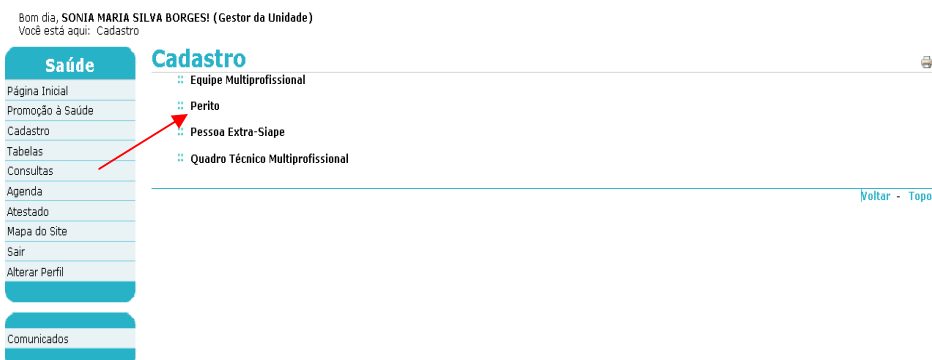 Bom dia, SONIA MARIA SILVA BORGES! (Gestor da Unidade)
Você está aqui: Cadastro
Saúde
Página Inicial
Promoção à Saúde
Cadastro
Tabelas
Consultas
Agenda
Atestado
Mapa do Site
Sair
Alterar Perfil
Comunicados
Cadastro
:: Equipe Multiprofissional
:: Perito
:: Pessoa Extra-Siape
:: Quadro Técnico Multiprofissional
Voltar - Topo